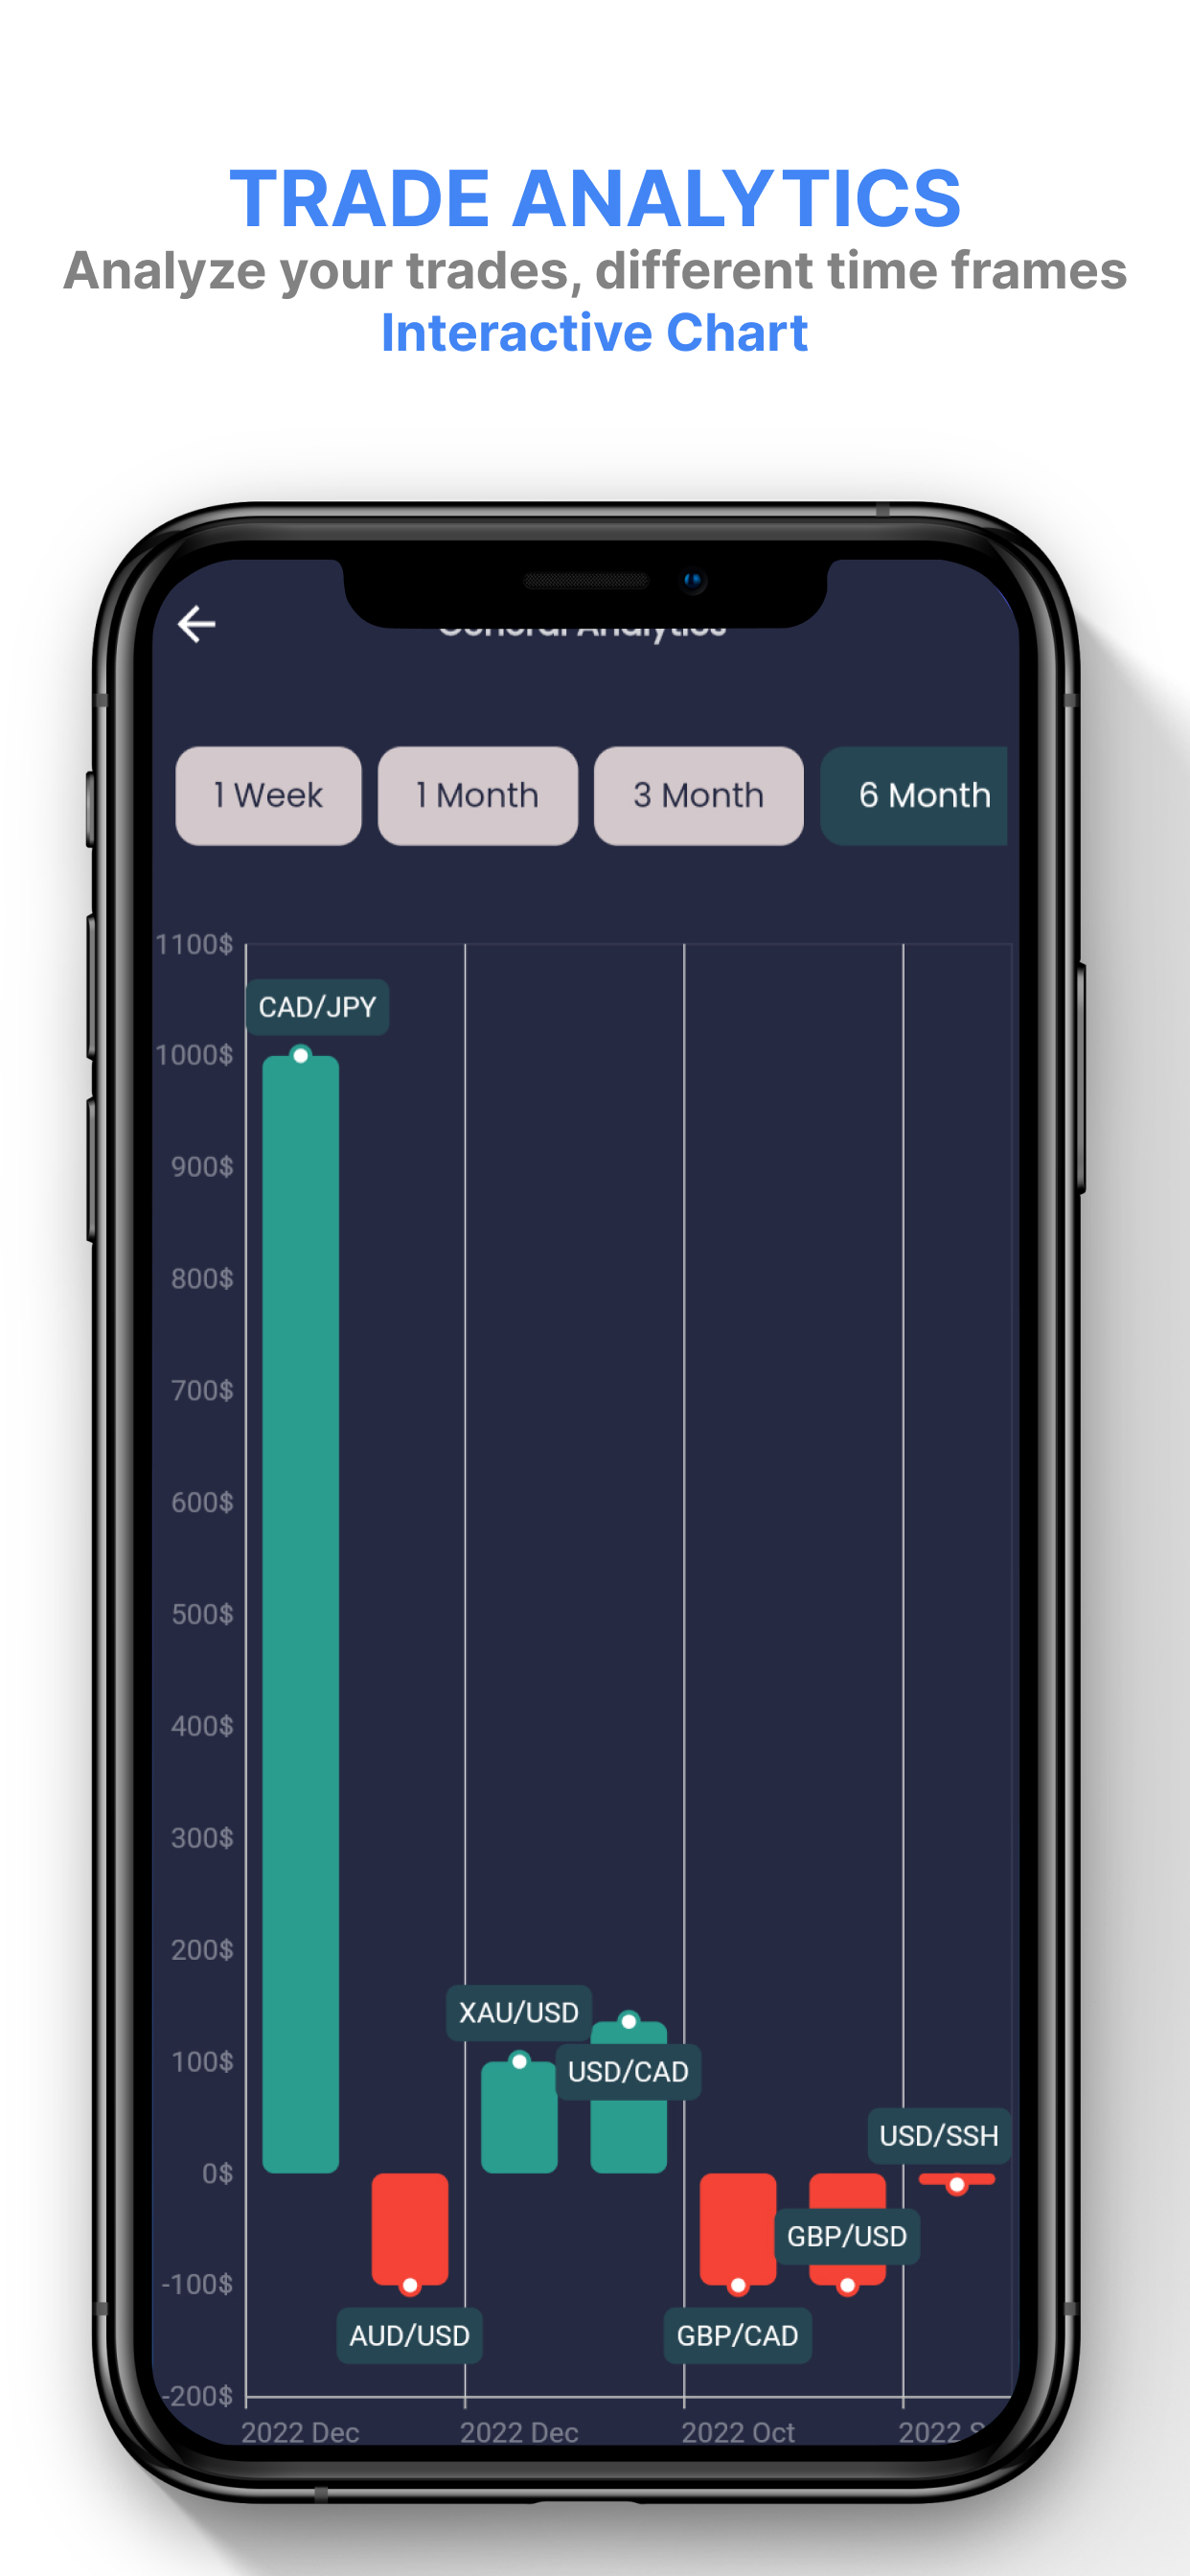 TRADE ANALYTICS
Analyze your trades, different time frames
Interactive Chart
General Analytics
1 Week
1 Month
3 Month
6 Month
1100$
CAD/JPY
1000$
900$
800$
700$
600$
500$
400$
300$
200$
XAU/USD
100$
USD/CAD
USD/SSH
0$
GBP/USD
-100$
AUD/USD
GBP/CAD
-200$
2022 Dec
2022 Dec
2022 Oct
2022